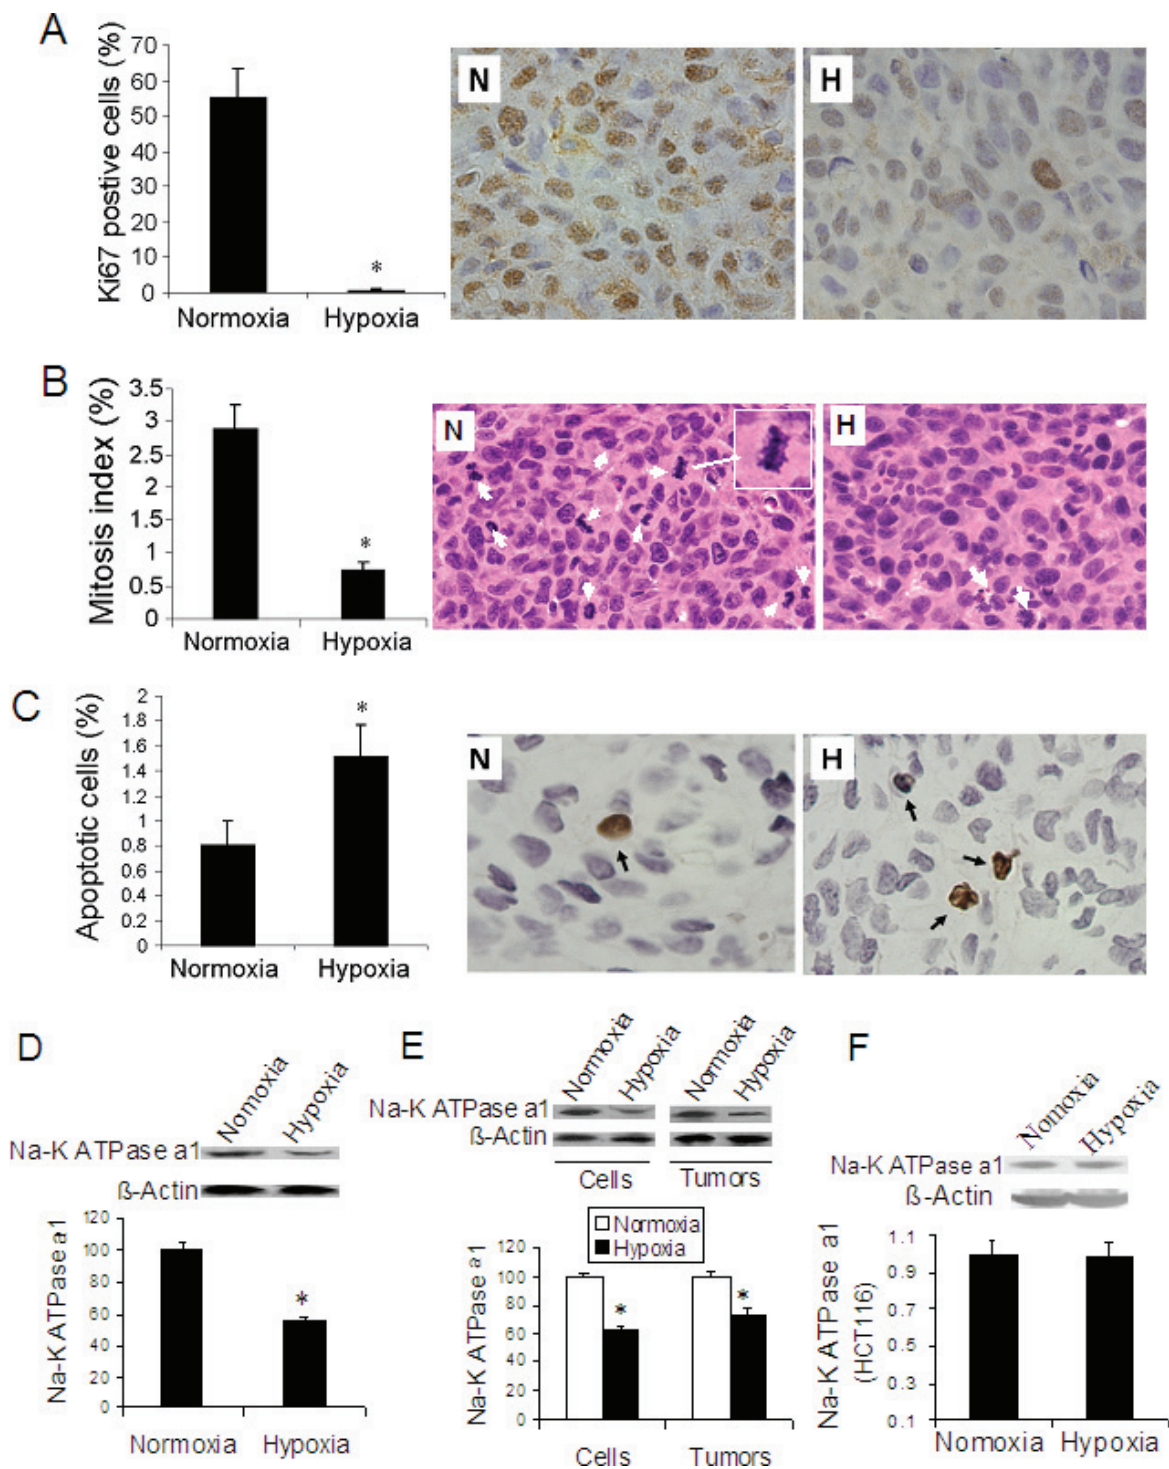 A
Ki67 postive cells (%)
70
60
50
40
30
20
10
0
*
Normoxia
Hypoxia
N
H
B
Mitosis index (%)
3.5
3
2.5
2
1.5
1
0.5
0
*
Normoxia
Hypoxia
N
H
C
Apoptotic cells (%)
2
1.8
1.6
1.4
1.2
1
0.8
0.6
0.4
0.2
0
*
Normoxia
Hypoxia
N
H
D
Nomoxia
Hypoxia
Na-K ATPase a1
ß-Actin
Na-K ATPase a1
120
100
80
60
40
20
0
*
Normoxia
Hypoxia
E
Normoxia
Hypoxia
Normoxia
Hypoxia
Na-K ATPase a1
ß-Actin
Cells
Tumors
Normoxia
Hypoxia
Na-K ATPase a1
120
100
80
60
40
20
0
*
*
Cells
Tumors
F
Nomoxia
Hypoxia
Na-K ATPase a1
ß-Actin
Na-K ATPase a1
(HCT116)
1.1
0.9
0.7
0.5
0.3
0.1
Nomoxia
Hypoxia